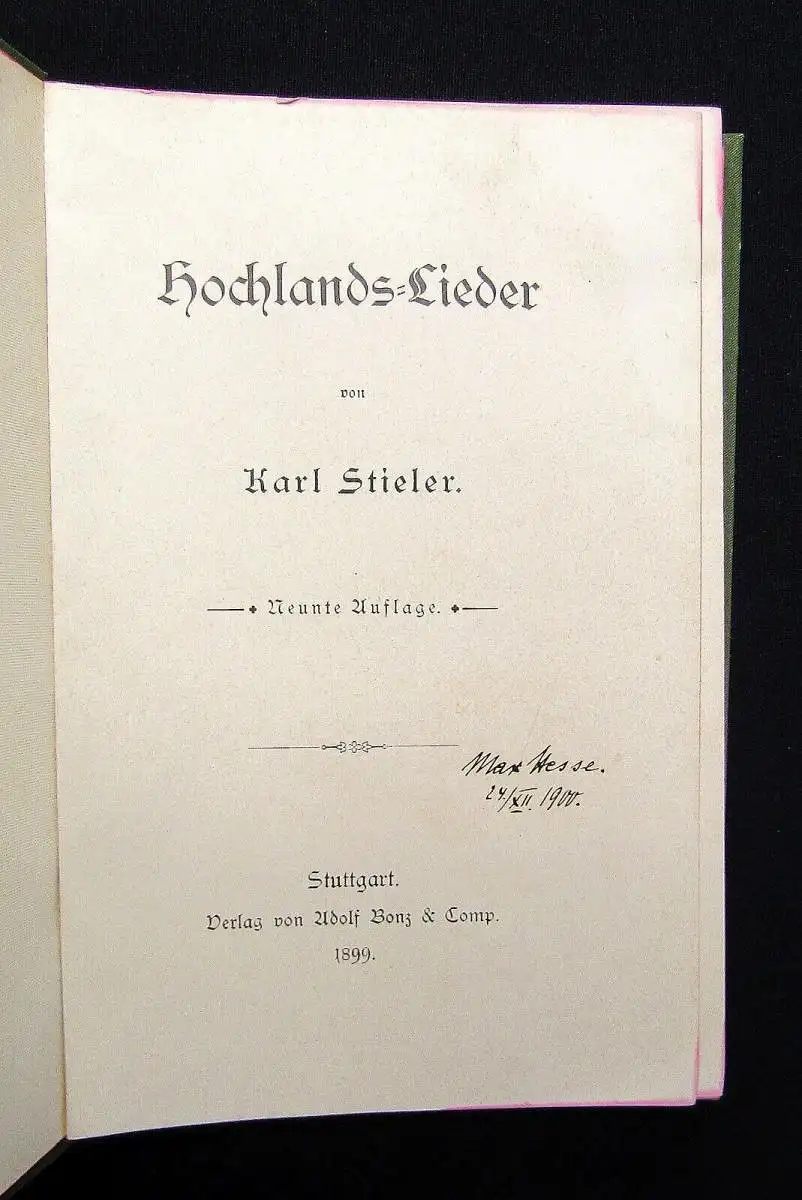 Hochlands=Lieder
von
Karl Stieler.
Neunte Auflage.
Max Hesse.
24/XII. 1900.
Stuttgart.
Verlag von Adolf Bonz & Comp.
1899.